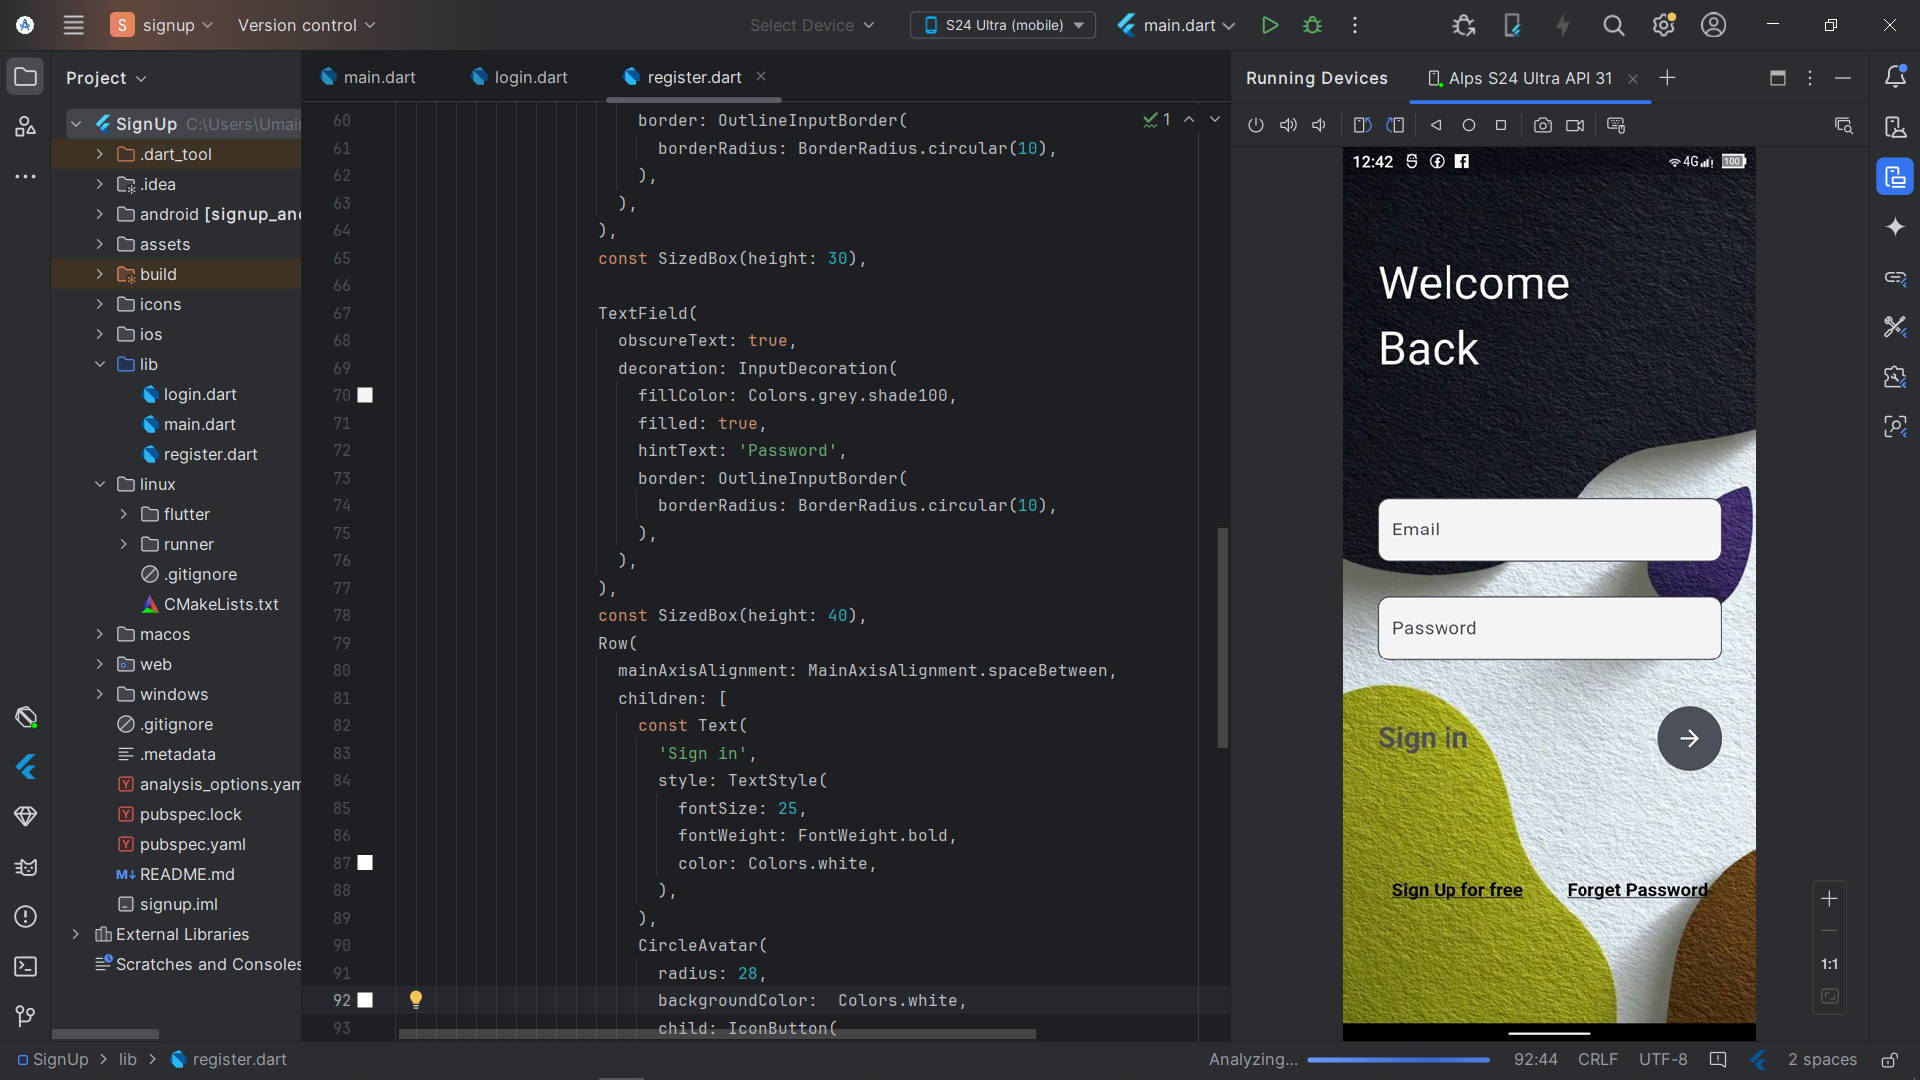 S signup Version control Select Device S24 Ultra (mobile) main.dart
Project main.dart login.dart register.dart Running Devices Alps S24 Ultra API 31
SignUp C:\Users\Umai
.dart_tool
.idea
android [signup_and
assets
build
icons
ios
lib
login.dart
main.dart
register.dart
linux
flutter
runner
.gitignore
CMakeLists.txt
macos
web
windows
.gitignore
.metadata
analysis_options.yam
pubspec.lock
pubspec.yaml
M↓ README.md
signup.iml
External Libraries
Scratches and Consoles
1
60 border: OutlineInputBorder(
61 borderRadius: BorderRadius.circular(10),
62 ),
63 ),
64 ),
65 const SizedBox(height: 30),
66
67 TextField(
68 obscureText: true,
69 decoration: InputDecoration(
70 fillColor: Colors.grey.shade100,
71 filled: true,
72 hintText: 'Password',
73 border: OutlineInputBorder(
74 borderRadius: BorderRadius.circular(10),
75 ),
76 ),
77 ),
78 const SizedBox(height: 40),
79 Row(
80 mainAxisAlignment: MainAxisAlignment.spaceBetween,
81 children: [
82 const Text(
83 'Sign in',
84 style: TextStyle(
85 fontSize: 25,
86 fontWeight: FontWeight.bold,
87 color: Colors.white,
88 ),
89 ),
90 CircleAvatar(
91 radius: 28,
92 backgroundColor:  Colors.white,
93 child: IconButton(
12:42 4G 100
Welcome
Back
Email
Password
Sign in
Sign Up for free Forget Password
1:1
SignUp > lib > register.dart Analyzing... 92:44 CRLF UTF-8 2 spaces